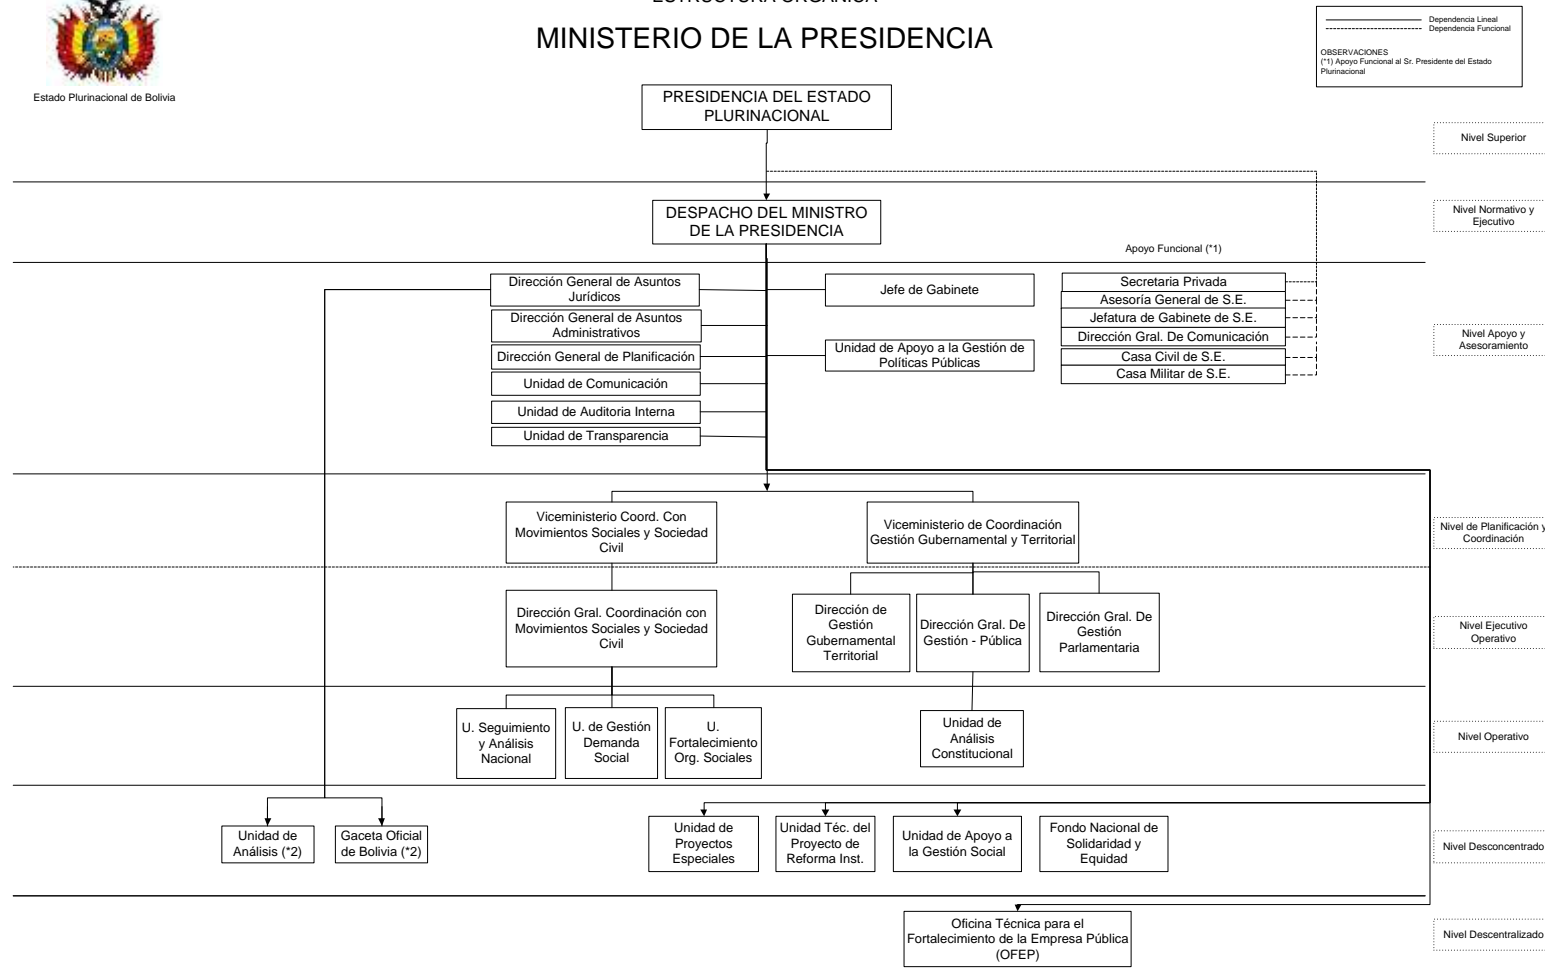 ESTRUCTURA ORGÁNICA
MINISTERIO DE LA PRESIDENCIA
Estado Plurinacional de Bolivia
Dependencia Lineal
Dependencia Funcional
OBSERVACIONES
(*1) Apoyo Funcional al Sr. Presidente del Estado
Plurinacional
PRESIDENCIA DEL ESTADO
PLURINACIONAL
Nivel Superior
DESPACHO DEL MINISTRO
DE LA PRESIDENCIA
Nivel Normativo y
Ejecutivo
Apoyo Funcional (*1)
Dirección General de Asuntos
Jurídicos
Dirección General de Asuntos
Administrativos
Dirección General de Planificación
Unidad de Comunicación
Unidad de Auditoria Interna
Unidad de Transparencia
Jefe de Gabinete
Unidad de Apoyo a la Gestión de
Políticas Públicas
Secretaria Privada
Asesoría General de S.E.
Jefatura de Gabinete de S.E.
Dirección Gral. De Comunicación
Casa Civil de S.E.
Casa Militar de S.E.
Nivel Apoyo y
Asesoramiento
Viceministerio Coord. Con
Movimientos Sociales y Sociedad
Civil
Viceministerio de Coordinación
Gestión Gubernamental y Territorial
Nivel de Planificación y
Coordinación
Dirección Gral. Coordinación con
Movimientos Sociales y Sociedad
Civil
Dirección de
Gestión
Gubernamental
Territorial
Dirección Gral. De
Gestión - Pública
Dirección Gral. De
Gestión
Parlamentaria
Nivel Ejecutivo
Operativo
U. Seguimiento
y Análisis
Nacional
U. de Gestión
Demanda
Social
U.
Fortalecimiento
Org. Sociales
Unidad de
Análisis
Constitucional
Nivel Operativo
Unidad de
Análisis (*2)
Gaceta Oficial
de Bolivia (*2)
Unidad de
Proyectos
Especiales
Unidad Téc. del
Proyecto de
Reforma Inst.
Unidad de Apoyo a
la Gestión Social
Fondo Nacional de
Solidaridad y
Equidad
Nivel Desconcentrado
Oficina Técnica para el
Fortalecimiento de la Empresa Pública
(OFEP)
Nivel Descentralizado